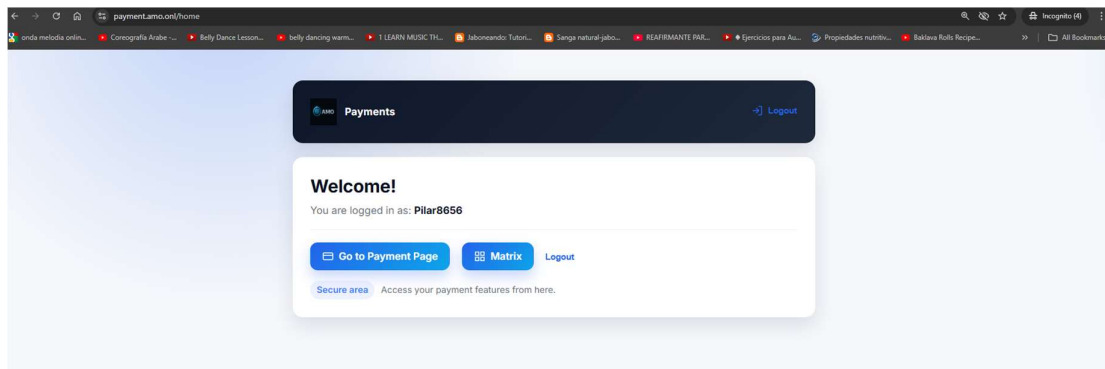 payment.amo.onl/home
Incognito (4)
onda melodia onlin...
Coreografía Arabe -...
Belly Dance Lesson...
belly dancing warm...
1 LEARN MUSIC TH...
Jaboneando: Tutori...
Sanga natural-jabo...
REAFIRMANTE PAR...
Ejercicios para Au...
Propiedades nutritiv...
Baklava Rolls Recipe...
»
All Bookmarks
AMO
Payments
Logout
Welcome!
You are logged in as: Pilar8656
Go to Payment Page
Matrix
Logout
Secure area
Access your payment features from here.